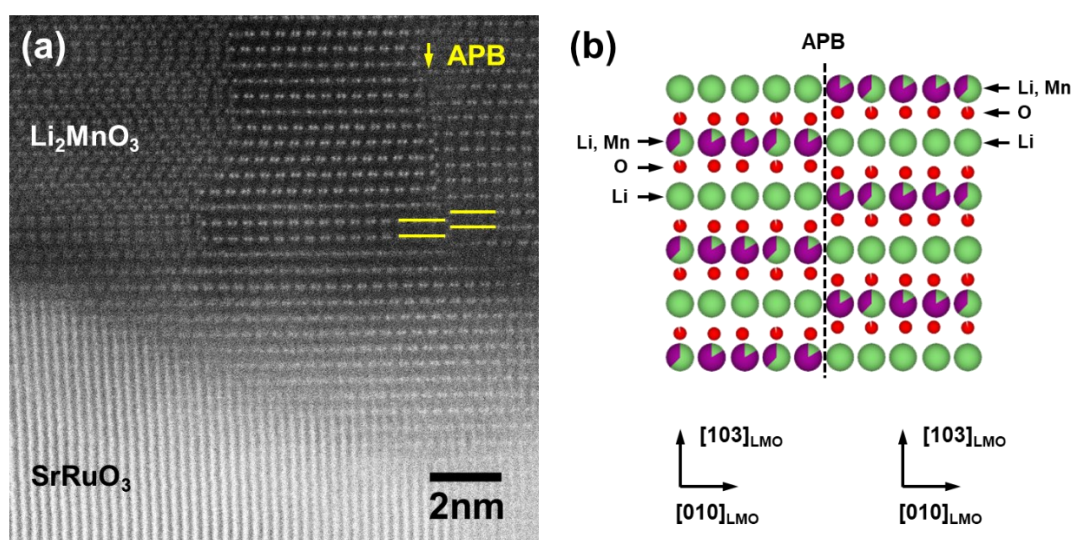 (a)
APB
Li₂MnO₃
SrRuO₃
2nm
(b)
APB
Li, Mn
O
Li
Li, Mn
O
Li
[103]LMO
[010]LMO
[103]LMO
[010]LMO